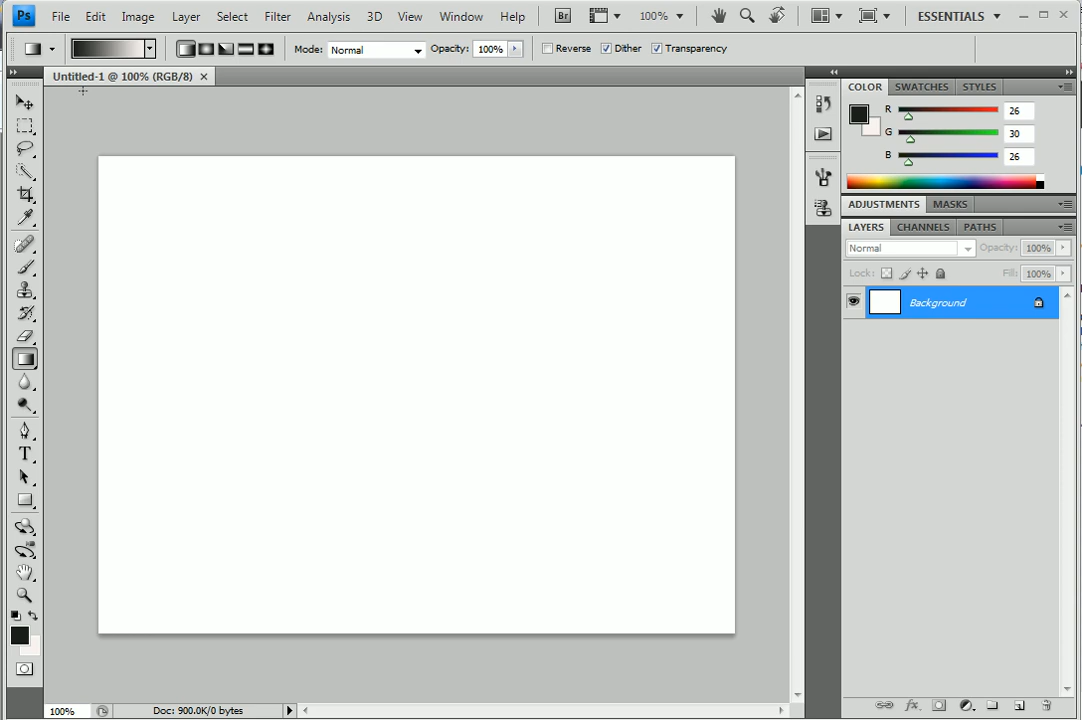 Ps File Edit Image Layer Select Filter Analysis 3D View Window Help Br 100% ESSENTIALS
Mode: Normal Opacity: 100% Reverse Dither Transparency
Untitled-1 @ 100% (RGB/8)
COLOR SWATCHES STYLES
R 26
G 30
B 26
ADJUSTMENTS MASKS
LAYERS CHANNELS PATHS
Normal Opacity: 100%
Lock: Fill: 100%
Background
T
fx
100% Doc: 900.0K/0 bytes